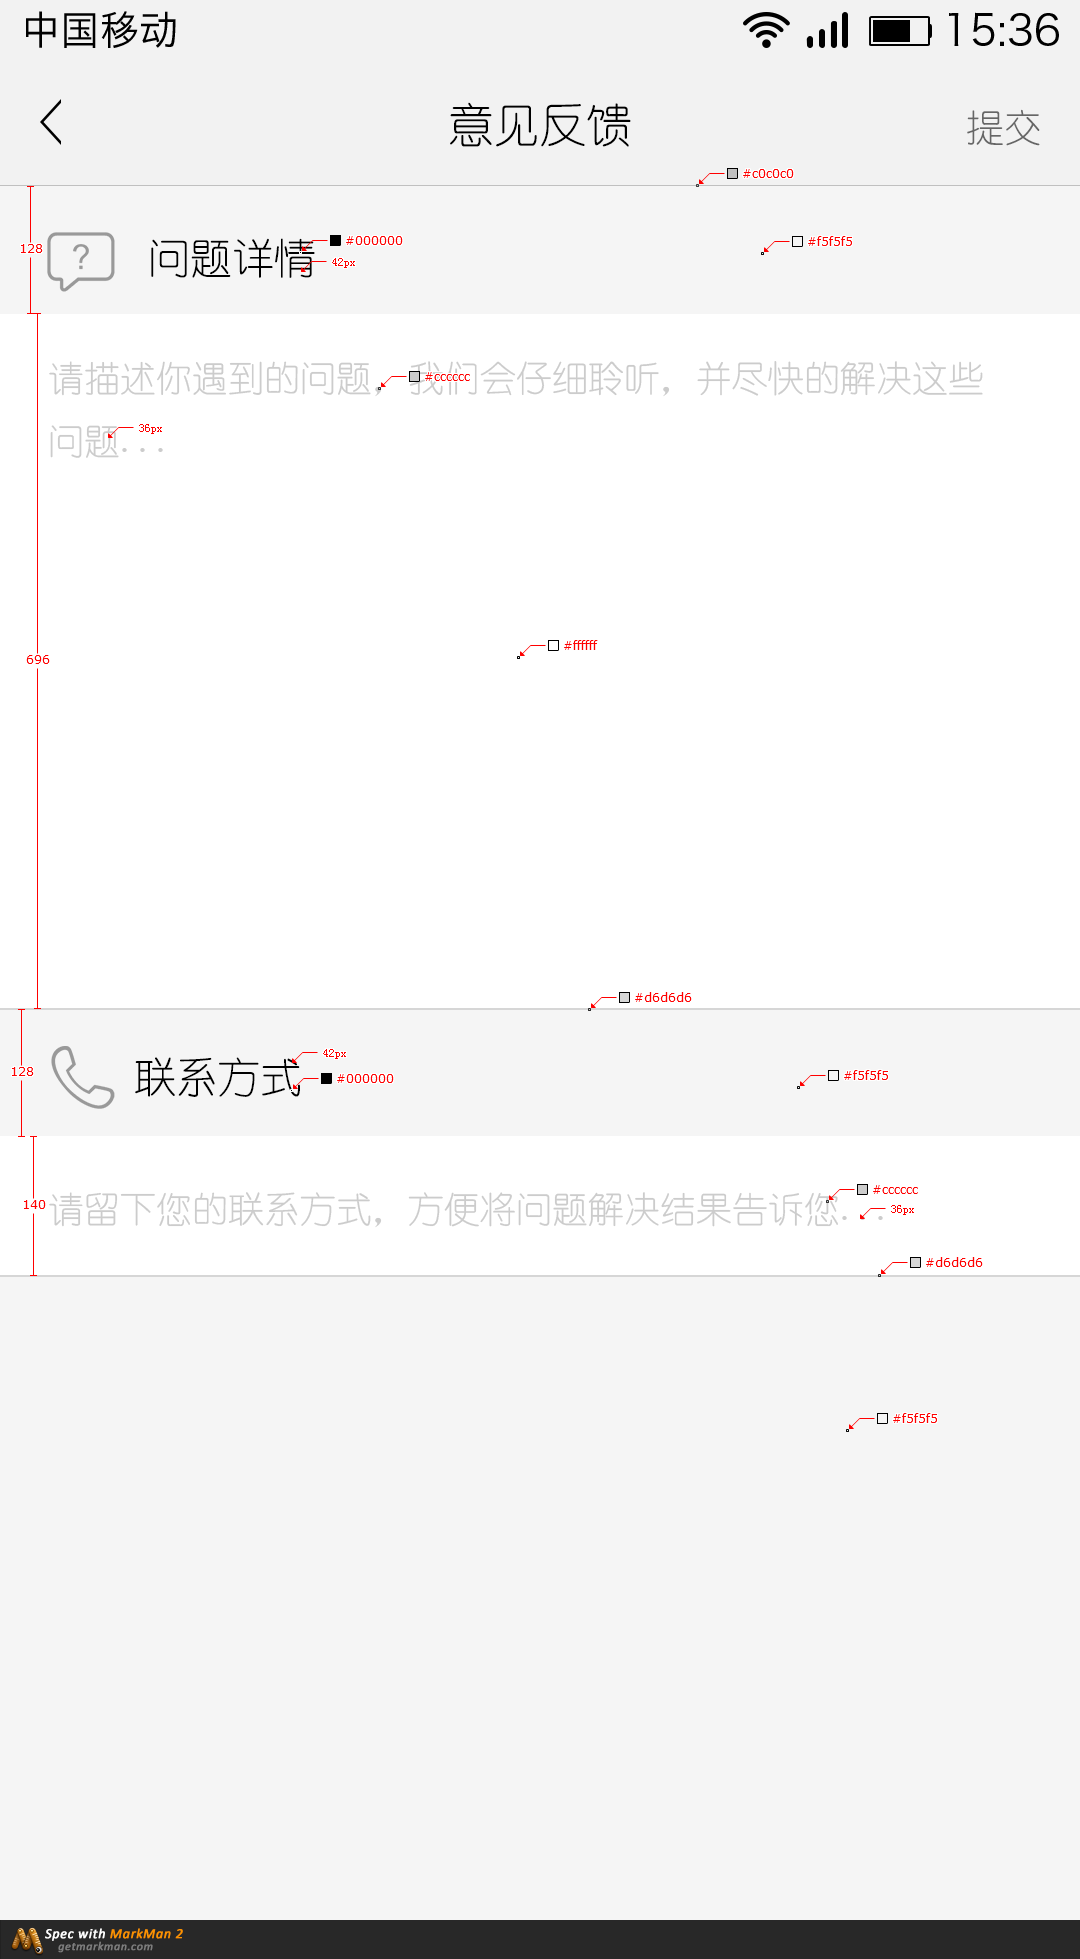 中国移动 15:36
意见反馈 提交
#c0c0c0
128 ? 问题详情 #000000 #f5f5f5
42px
请描述你遇到的问题，我们会仔细聆听，并尽快的解决这些
#cccccc
问题...
36px
#ffffff
696
#d6d6d6
128 联系方式 42px
#000000 #f5f5f5
#cccccc
140 请留下您的联系方式，方便将问题解决结果告诉您...
36px
#d6d6d6
#f5f5f5
Spec with MarkMan 2
getmarkman.com